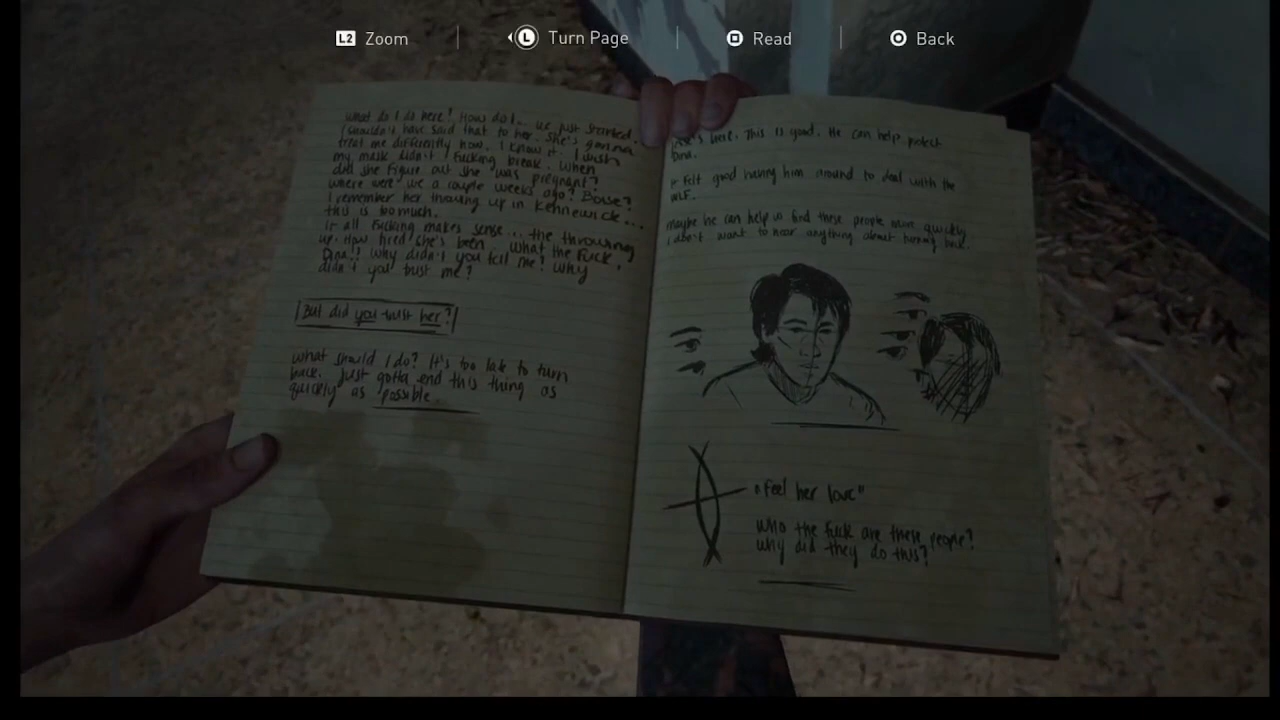 L2 Zoom
L Turn Page
Read
Back
What do I do here? How do I... We just started.
I shouldn't have said that to her. She's gonna
treat me differently now. I know it. I wish
my mask didn't fucking break. When
did she figure out she was pregnant?
Where were we a couple weeks ago? Boise?
I remember her throwing up in Kennewick...
this is too much.
It all fucking makes sense... the throwing
up. How tired she's been... what the fuck,
Dina!! Why didn't you tell me? Why
didn't you trust me?
But did you trust her?
What should I do? It's too late to turn
back. Just gotta end this thing as
quickly as possible.
Jesse's here. This is good. He can help protect
Dina.
It felt good having him around to deal with the
WLF.
maybe he can help us find these people more quickly
I don't want to hear anything about turning back.
"Feel her love"
Who the fuck are these people?
Why did they do this?